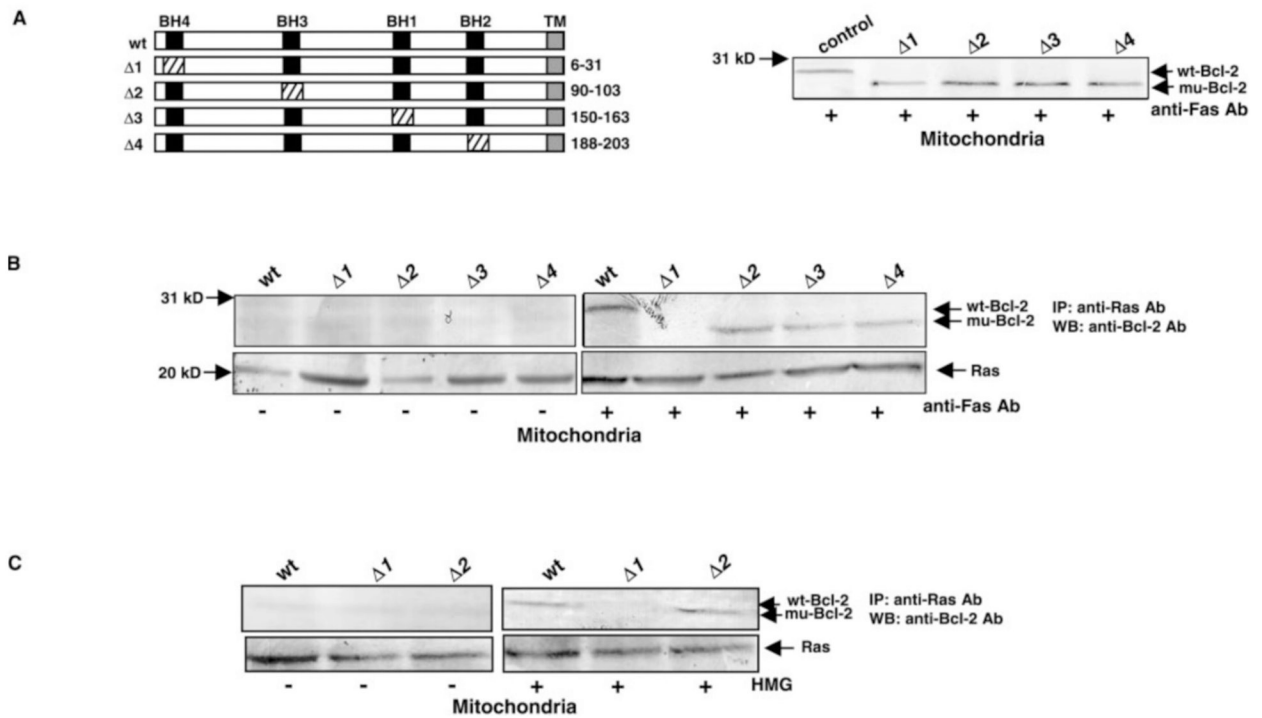 A
BH4 BH3 BH1 BH2 TM
wt
Δ1 6-31
Δ2 90-103
Δ3 150-163
Δ4 188-203
control Δ1 Δ2 Δ3 Δ4
31 kD
wt-Bcl-2
mu-Bcl-2
+ + + + + anti-Fas Ab
Mitochondria
B
wt Δ1 Δ2 Δ3 Δ4 wt Δ1 Δ2 Δ3 Δ4
31 kD
wt-Bcl-2 IP: anti-Ras Ab
mu-Bcl-2 WB: anti-Bcl-2 Ab
20 kD Ras
- - - - - + + + + + anti-Fas Ab
Mitochondria
C
wt Δ1 Δ2 wt Δ1 Δ2
wt-Bcl-2 IP: anti-Ras Ab
mu-Bcl-2 WB: anti-Bcl-2 Ab
Ras
- - - + + + HMG
Mitochondria